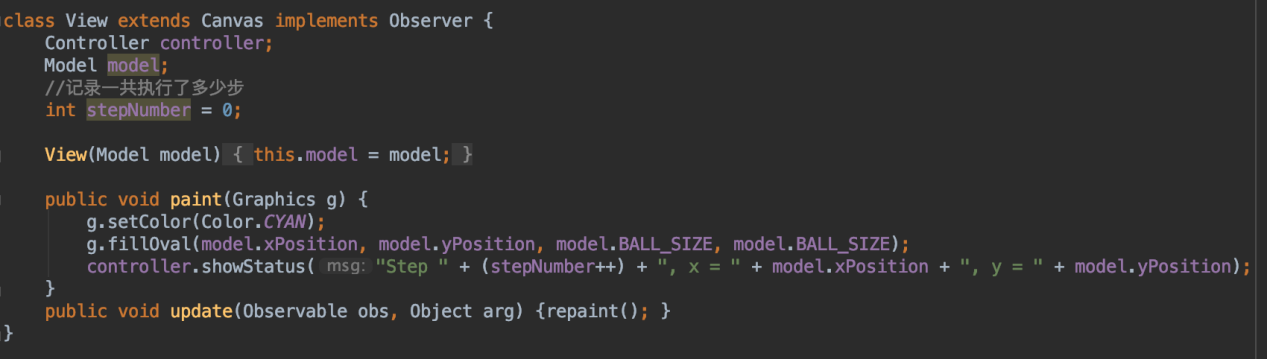 class View extends Canvas implements Observer {
    Controller controller;
    Model model;
    //记录一共执行了多少步
    int stepNumber = 0;

    View(Model model) { this.model = model; }

    public void paint(Graphics g) {
        g.setColor(Color.CYAN);
        g.fillOval(model.xPosition, model.yPosition, model.BALL_SIZE, model.BALL_SIZE);
        controller.showStatus( msg: "Step " + (stepNumber++) + ", x = " + model.xPosition + ", y = " + model.yPosition);
    }
    public void update(Observable obs, Object arg) {repaint(); }
}